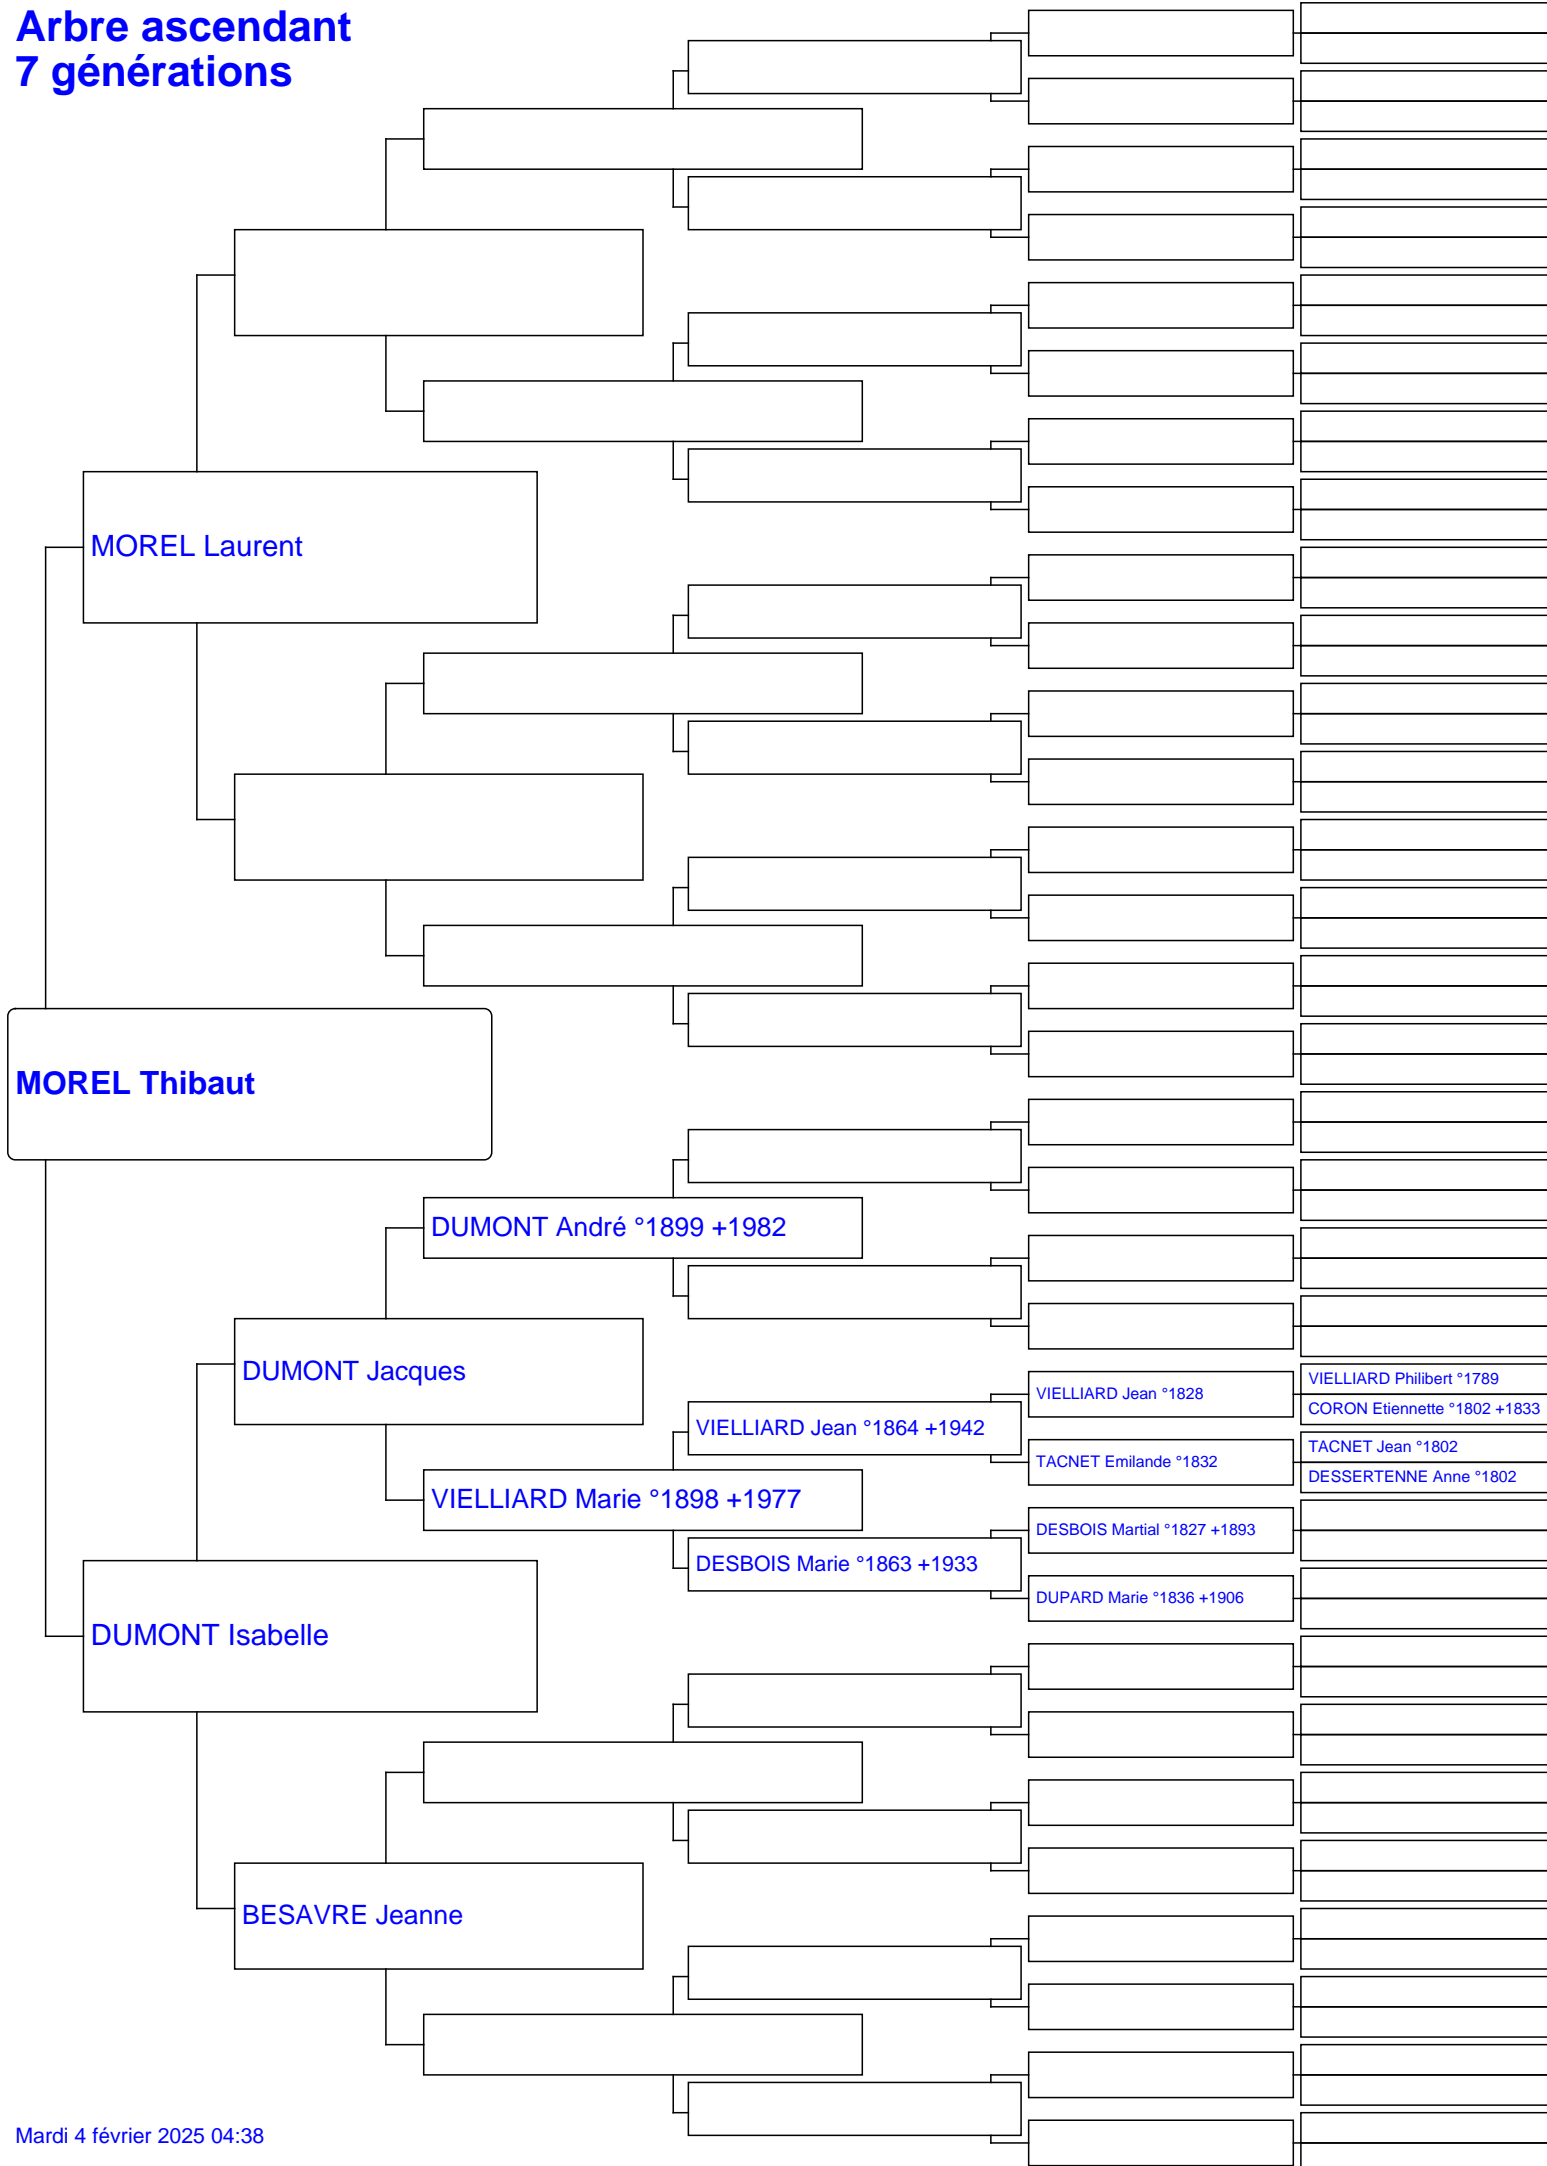 Arbre ascendant
7 générations
MOREL Laurent
MOREL Thibaut
DUMONT André °1899 +1982
DUMONT Jacques
VIELLIARD Philibert °1789
VIELLIARD Jean °1828
CORON Etiennette °1802 +1833
VIELLIARD Jean °1864 +1942
TACNET Jean °1802
TACNET Emilande °1832
DESSERTENNE Anne °1802
VIELLIARD Marie °1898 +1977
DESBOIS Martial °1827 +1893
DESBOIS Marie °1863 +1933
DUPARD Marie °1836 +1906
DUMONT Isabelle
BESAVRE Jeanne
Mardi 4 février 2025 04:38